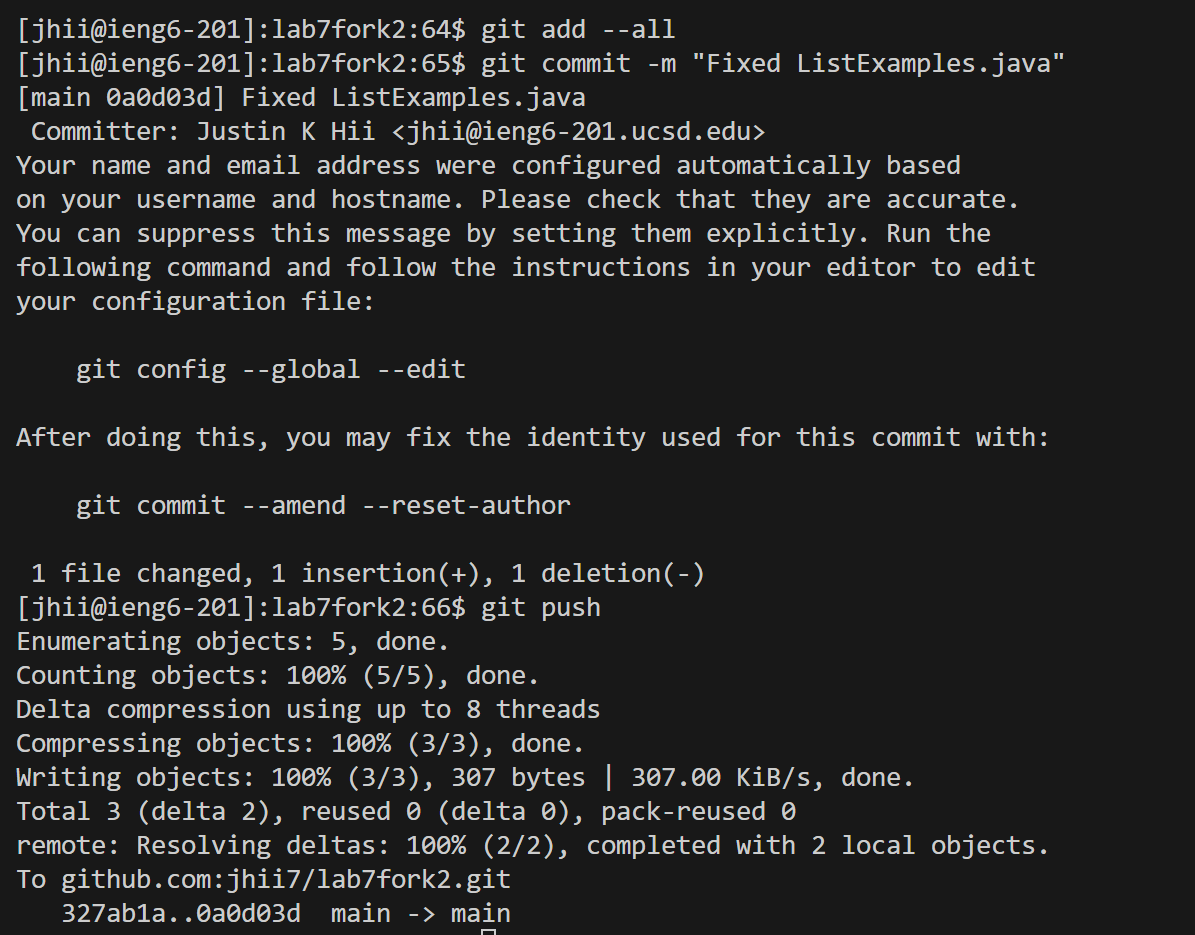 [jhii@ieng6-201]:lab7fork2:64$ git add --all
[jhii@ieng6-201]:lab7fork2:65$ git commit -m "Fixed ListExamples.java"
[main 0a0d03d] Fixed ListExamples.java
 Committer: Justin K Hii <jhii@ieng6-201.ucsd.edu>
Your name and email address were configured automatically based
on your username and hostname. Please check that they are accurate.
You can suppress this message by setting them explicitly. Run the
following command and follow the instructions in your editor to edit
your configuration file:

    git config --global --edit

After doing this, you may fix the identity used for this commit with:

    git commit --amend --reset-author

 1 file changed, 1 insertion(+), 1 deletion(-)
[jhii@ieng6-201]:lab7fork2:66$ git push
Enumerating objects: 5, done.
Counting objects: 100% (5/5), done.
Delta compression using up to 8 threads
Compressing objects: 100% (3/3), done.
Writing objects: 100% (3/3), 307 bytes | 307.00 KiB/s, done.
Total 3 (delta 2), reused 0 (delta 0), pack-reused 0
remote: Resolving deltas: 100% (2/2), completed with 2 local objects.
To github.com:jhii7/lab7fork2.git
   327ab1a..0a0d03d  main -> main